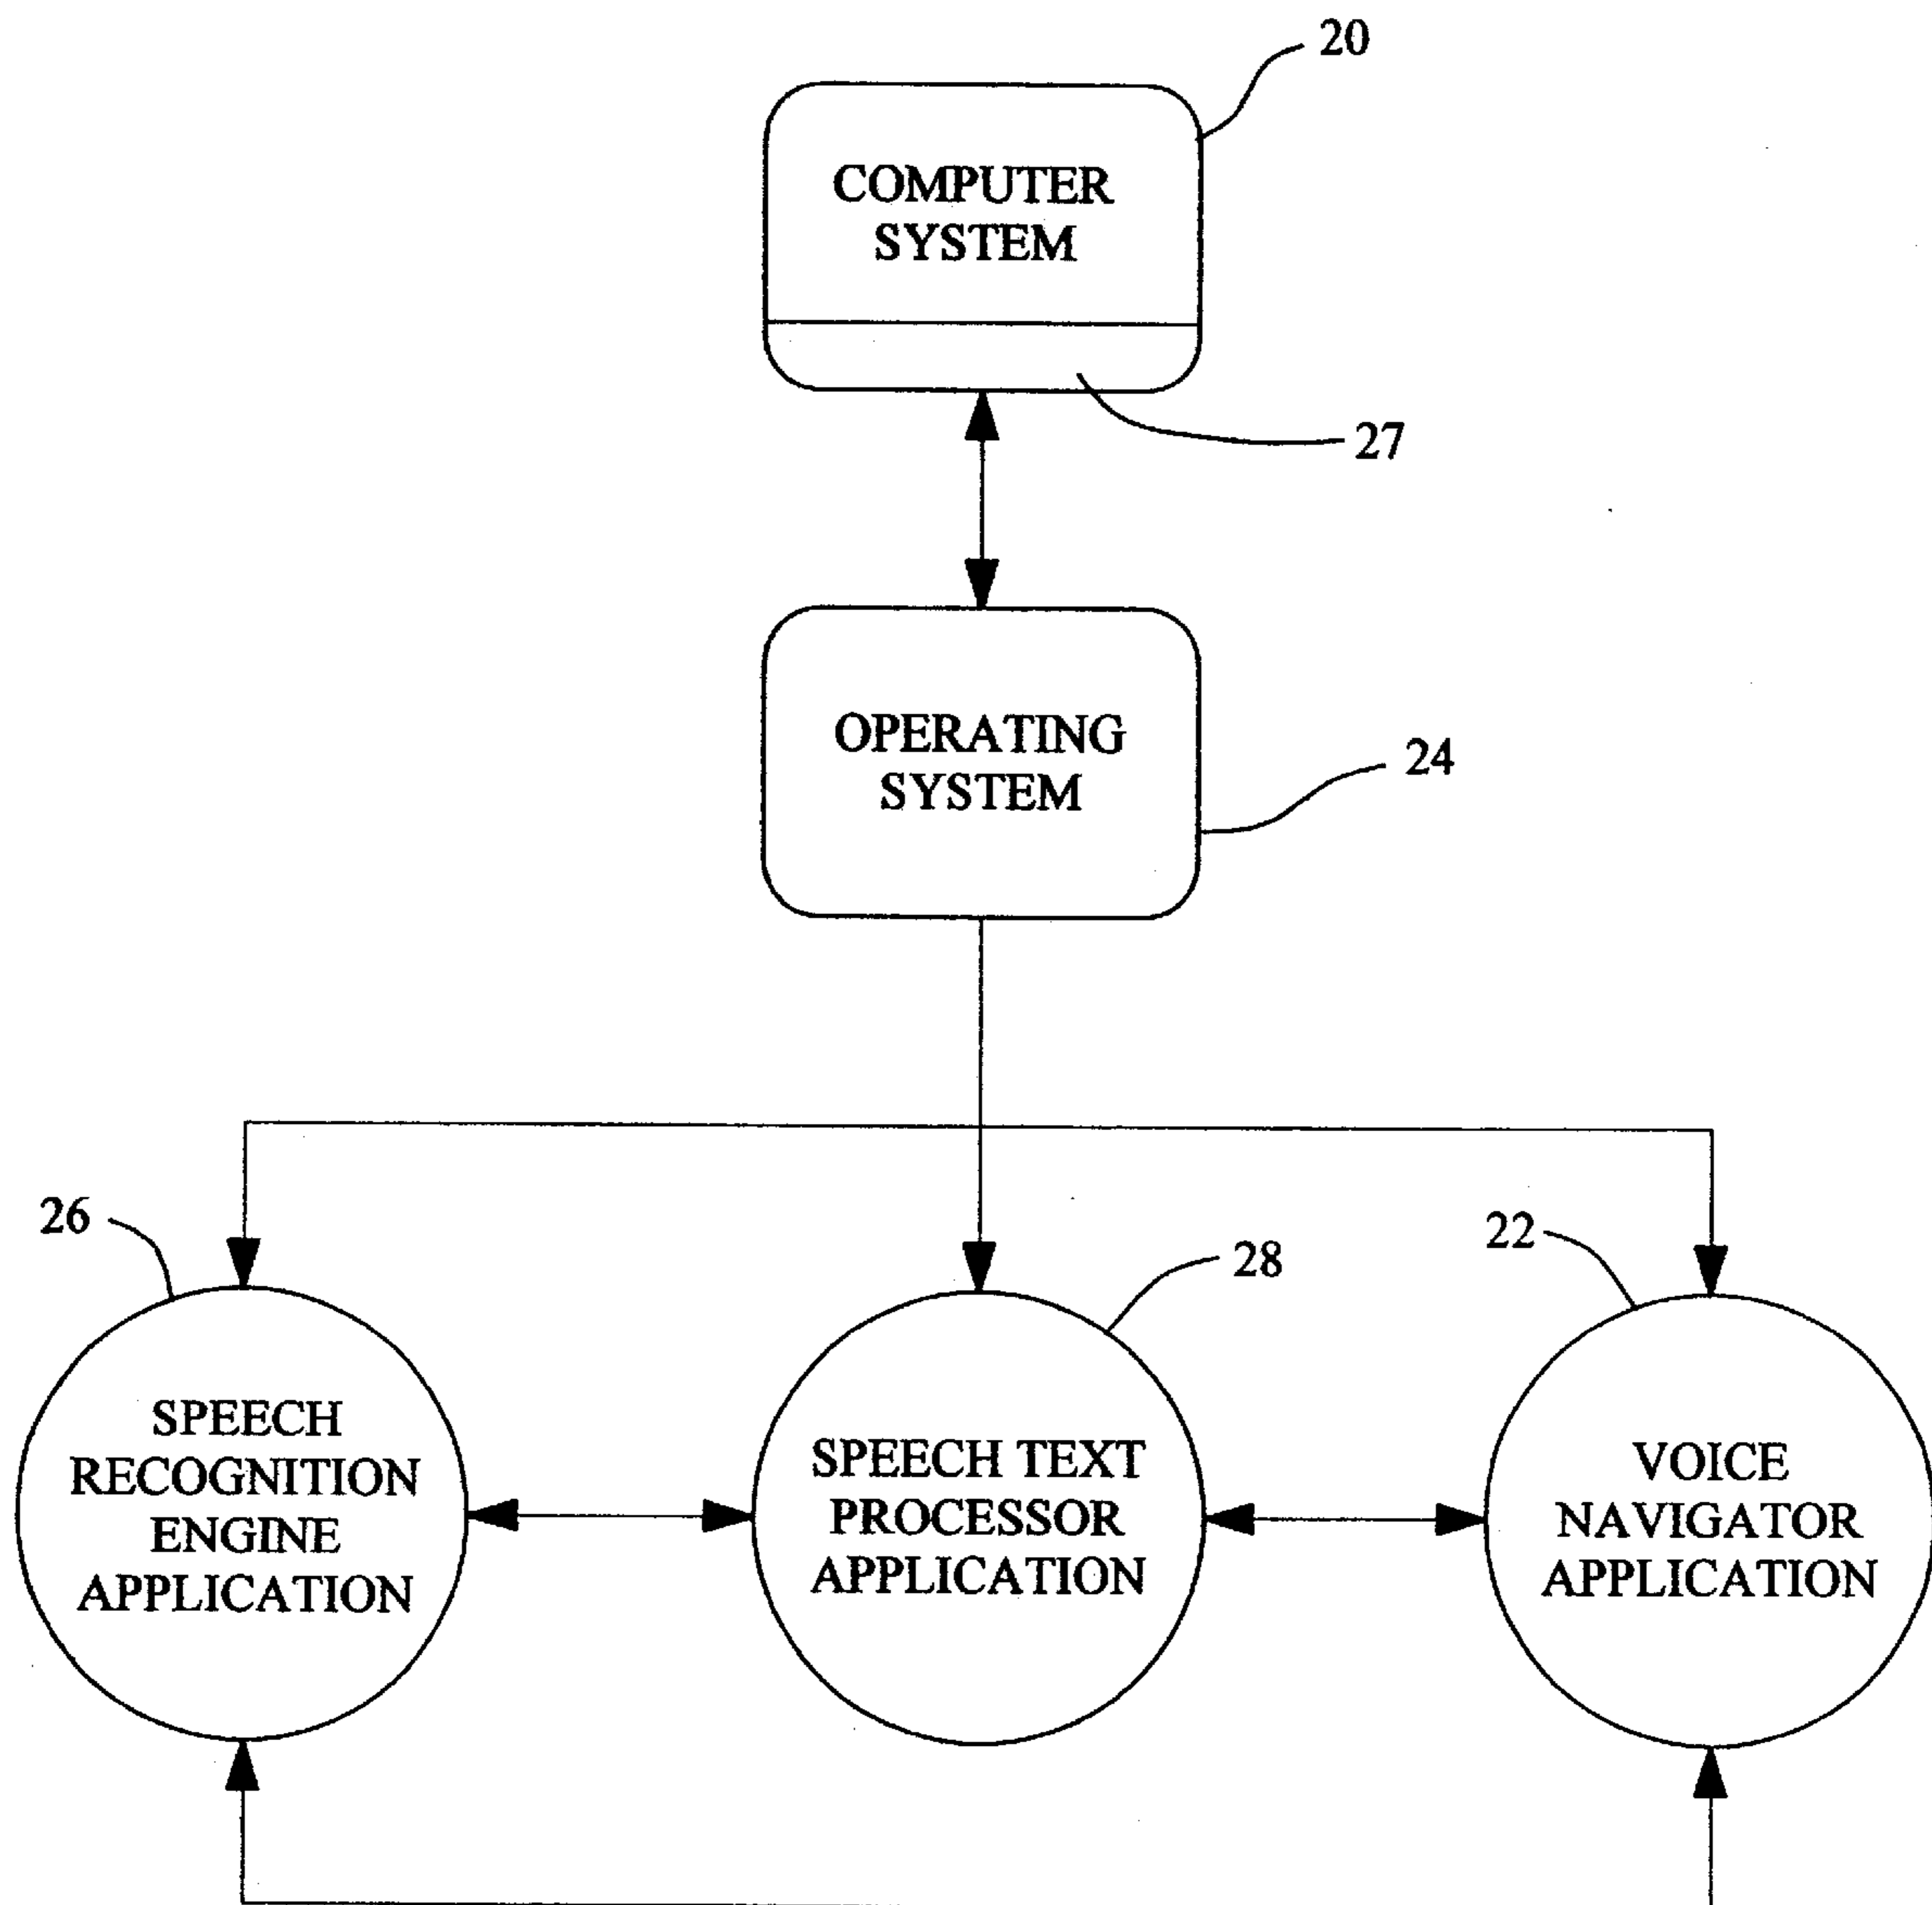 20
COMPUTER
SYSTEM
27
OPERATING
SYSTEM
24
26
28
22
SPEECH
RECOGNITION
ENGINE
APPLICATION
SPEECH TEXT
PROCESSOR
APPLICATION
VOICE
NAVIGATOR
APPLICATION